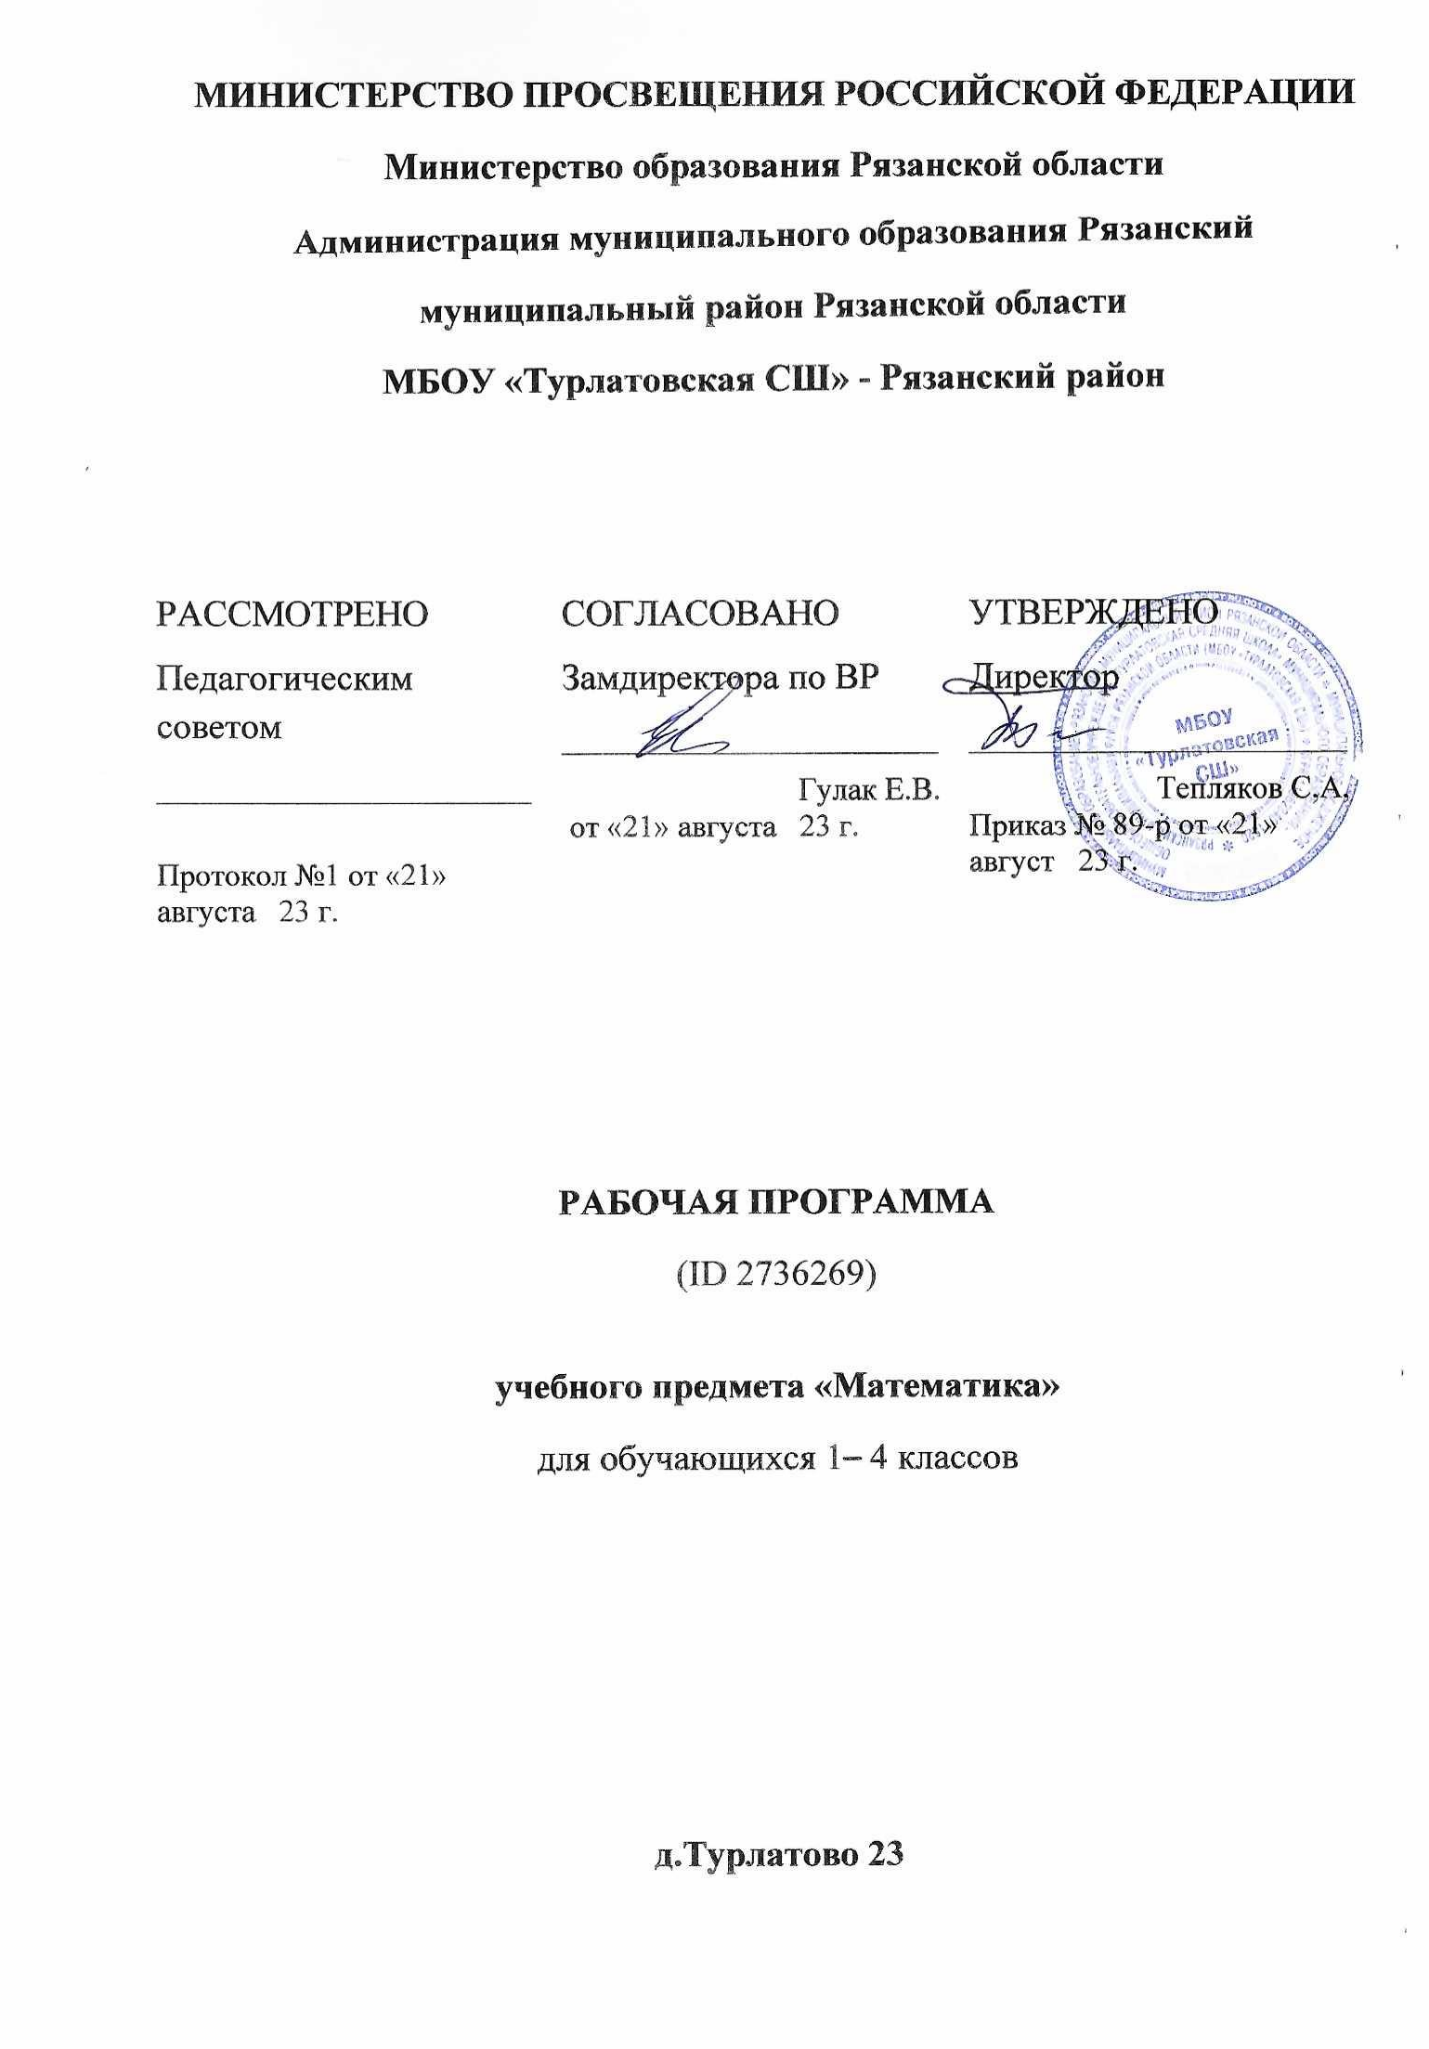 МИНИСТЕРСТВО ПРОСВЕЩЕНИЯ РОССИЙСКОЙ ФЕДЕРАЦИИ
Министерство образования Рязанской области
Администрация муниципального образования Рязанский
муниципальный район Рязанской области
МБОУ «Турлатовская СШ» - Рязанский район
РАССМОТРЕНО
Педагогическим
советом
Протокол №1 от «21»
августа 23 г.
СОГЛАСОВАНО
Замдиректора по ВР
Гулак Е.В.
от «21» августа 23 г.
УТВЕРЖДЕНО
Директор
Тепляков С.А.
Приказ № 89-р от «21»
август 23 г.
МБОУ
«Турлатовская
СШ»
РАБОЧАЯ ПРОГРАММА
(ID 2736269)
учебного предмета «Математика»
для обучающихся 1– 4 классов
д.Турлатово 23